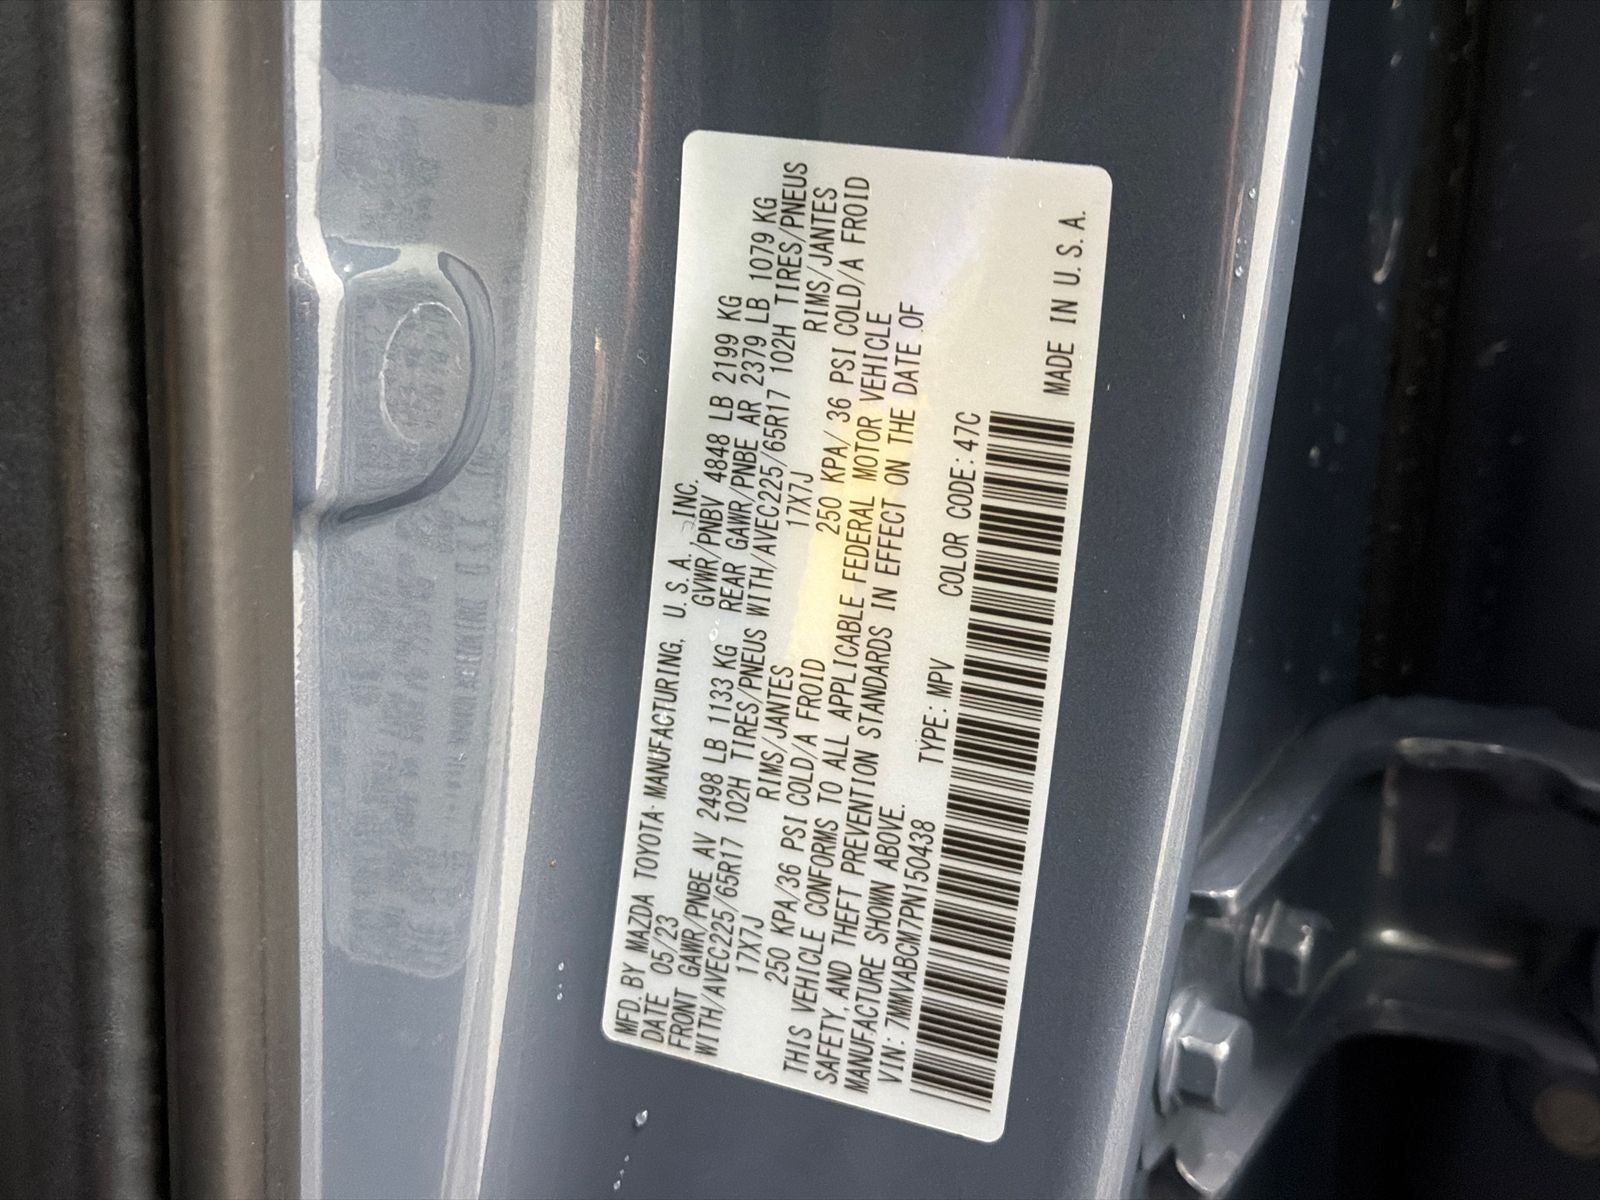 MFD. BY MAZDA TOYOTA MANUFACTURING, U.S.A. INC.
DATE 05/23 GVWR/PNBV 4848 LB 2199 KG
FRONT GAWR/PNBE AV 2498 LB 1133 KG REAR GAWR/PNBE AR 2379 LB 1079 KG
WITH/AVEC225/65R17 102H TIRES/PNEUS WITH/AVEC225/65R17 102H TIRES/PNEUS
17X7J RIMS/JANTES 17X7J RIMS/JANTES
250 KPA/36 PSI COLD/A FROID 250 KPA/ 36 PSI COLD/A FROID
THIS VEHICLE CONFORMS TO ALL APPLICABLE FEDERAL MOTOR VEHICLE
SAFETY, AND THEFT PREVENTION STANDARDS IN EFFECT ON THE DATE OF
MANUFACTURE SHOWN ABOVE.
VIN: 7MMVABCM7PN150438 TYPE: MPV COLOR CODE: 47C
MADE IN U.S.A.